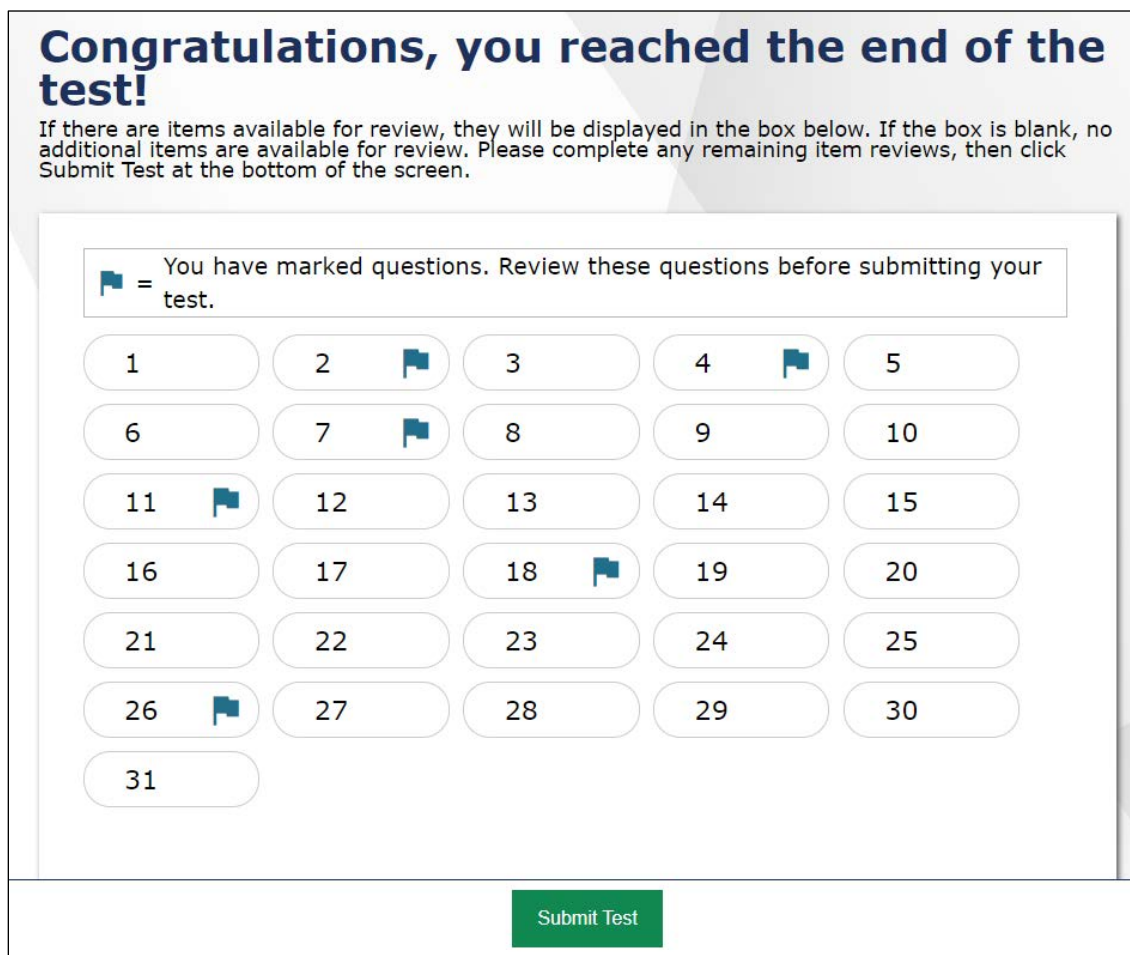 Congratulations, you reached the end of the
test!
If there are items available for review, they will be displayed in the box below. If the box is blank, no
additional items are available for review. Please complete any remaining item reviews, then click
Submit Test at the bottom of the screen.
= You have marked questions. Review these questions before submitting your
test.
1 2 3 4 5
6 7 8 9 10
11 12 13 14 15
16 17 18 19 20
21 22 23 24 25
26 27 28 29 30
31
Submit Test